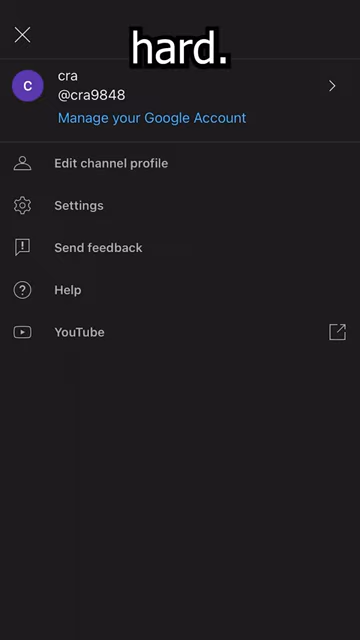 hard.
cra
@cra9848
Manage your Google Account
C
Edit channel profile
Settings
Send feedback
Help
YouTube